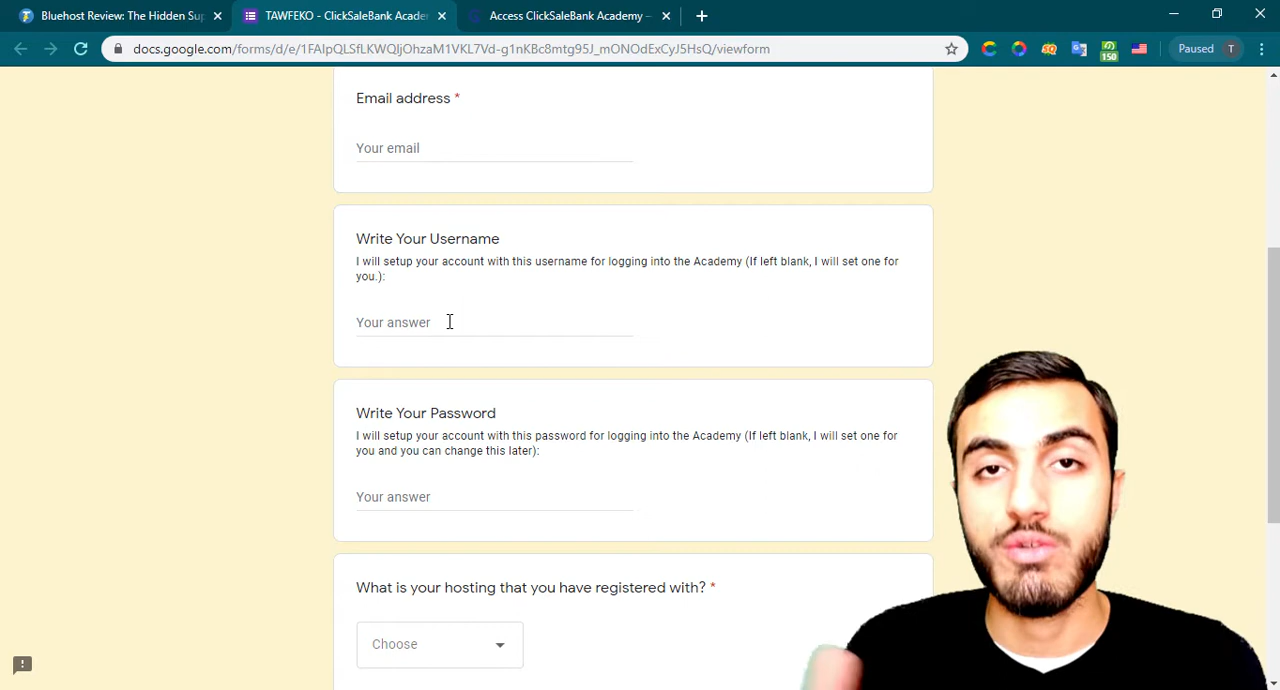 Bluehost Review: The Hidden Sup
TAWFEKO - ClickSaleBank Acade
Access ClickSaleBank Academy –
docs.google.com/forms/d/e/1FAIpQLSfLKWQljOhzaM1VKL7Vd-g1nKBc8mtg95J_mONOdExCyJ5HsQ/viewform
150
Paused
T
Email address *
Your email
Write Your Username
I will setup your account with this username for logging into the Academy (If left blank, I will set one for
you.):
Your answer
Write Your Password
I will setup your account with this password for logging into the Academy (If left blank, I will set one for
you and you can change this later):
Your answer
What is your hosting that you have registered with? *
Choose